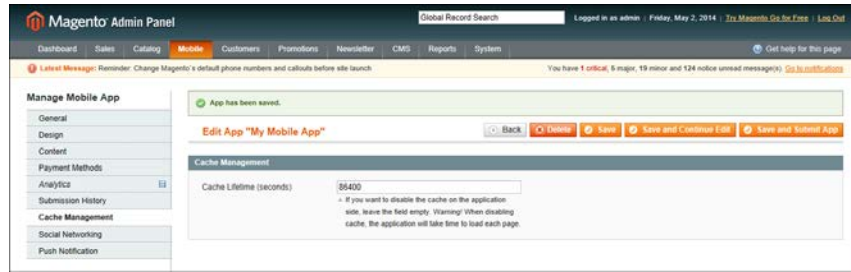 Magento Admin Panel
Global Record Search
Logged in as admin | Friday, May 2, 2014 | Try Magento Go for Free | Log Out
Dashboard Sales Catalog Mobile Customers Promotions Newsletter CMS Reports System Get help for this page
Latest Message: Reminder: Change Magento's default phone numbers and callouts before site launch You have 1 critical, 5 major, 19 minor and 124 notice unread message(s). Go to notifications
Manage Mobile App
General
Design
Content
Payment Methods
Analytics
Submission History
Cache Management
Social Networking
Push Notification
App has been saved.
Edit App "My Mobile App" Back Delete Save Save and Continue Edit Save and Submit App
Cache Management
Cache Lifetime (seconds) 86400
If you want to disable the cache on the application
side, leave the field empty. Warning! When disabling
cache, the application will take time to load each page.